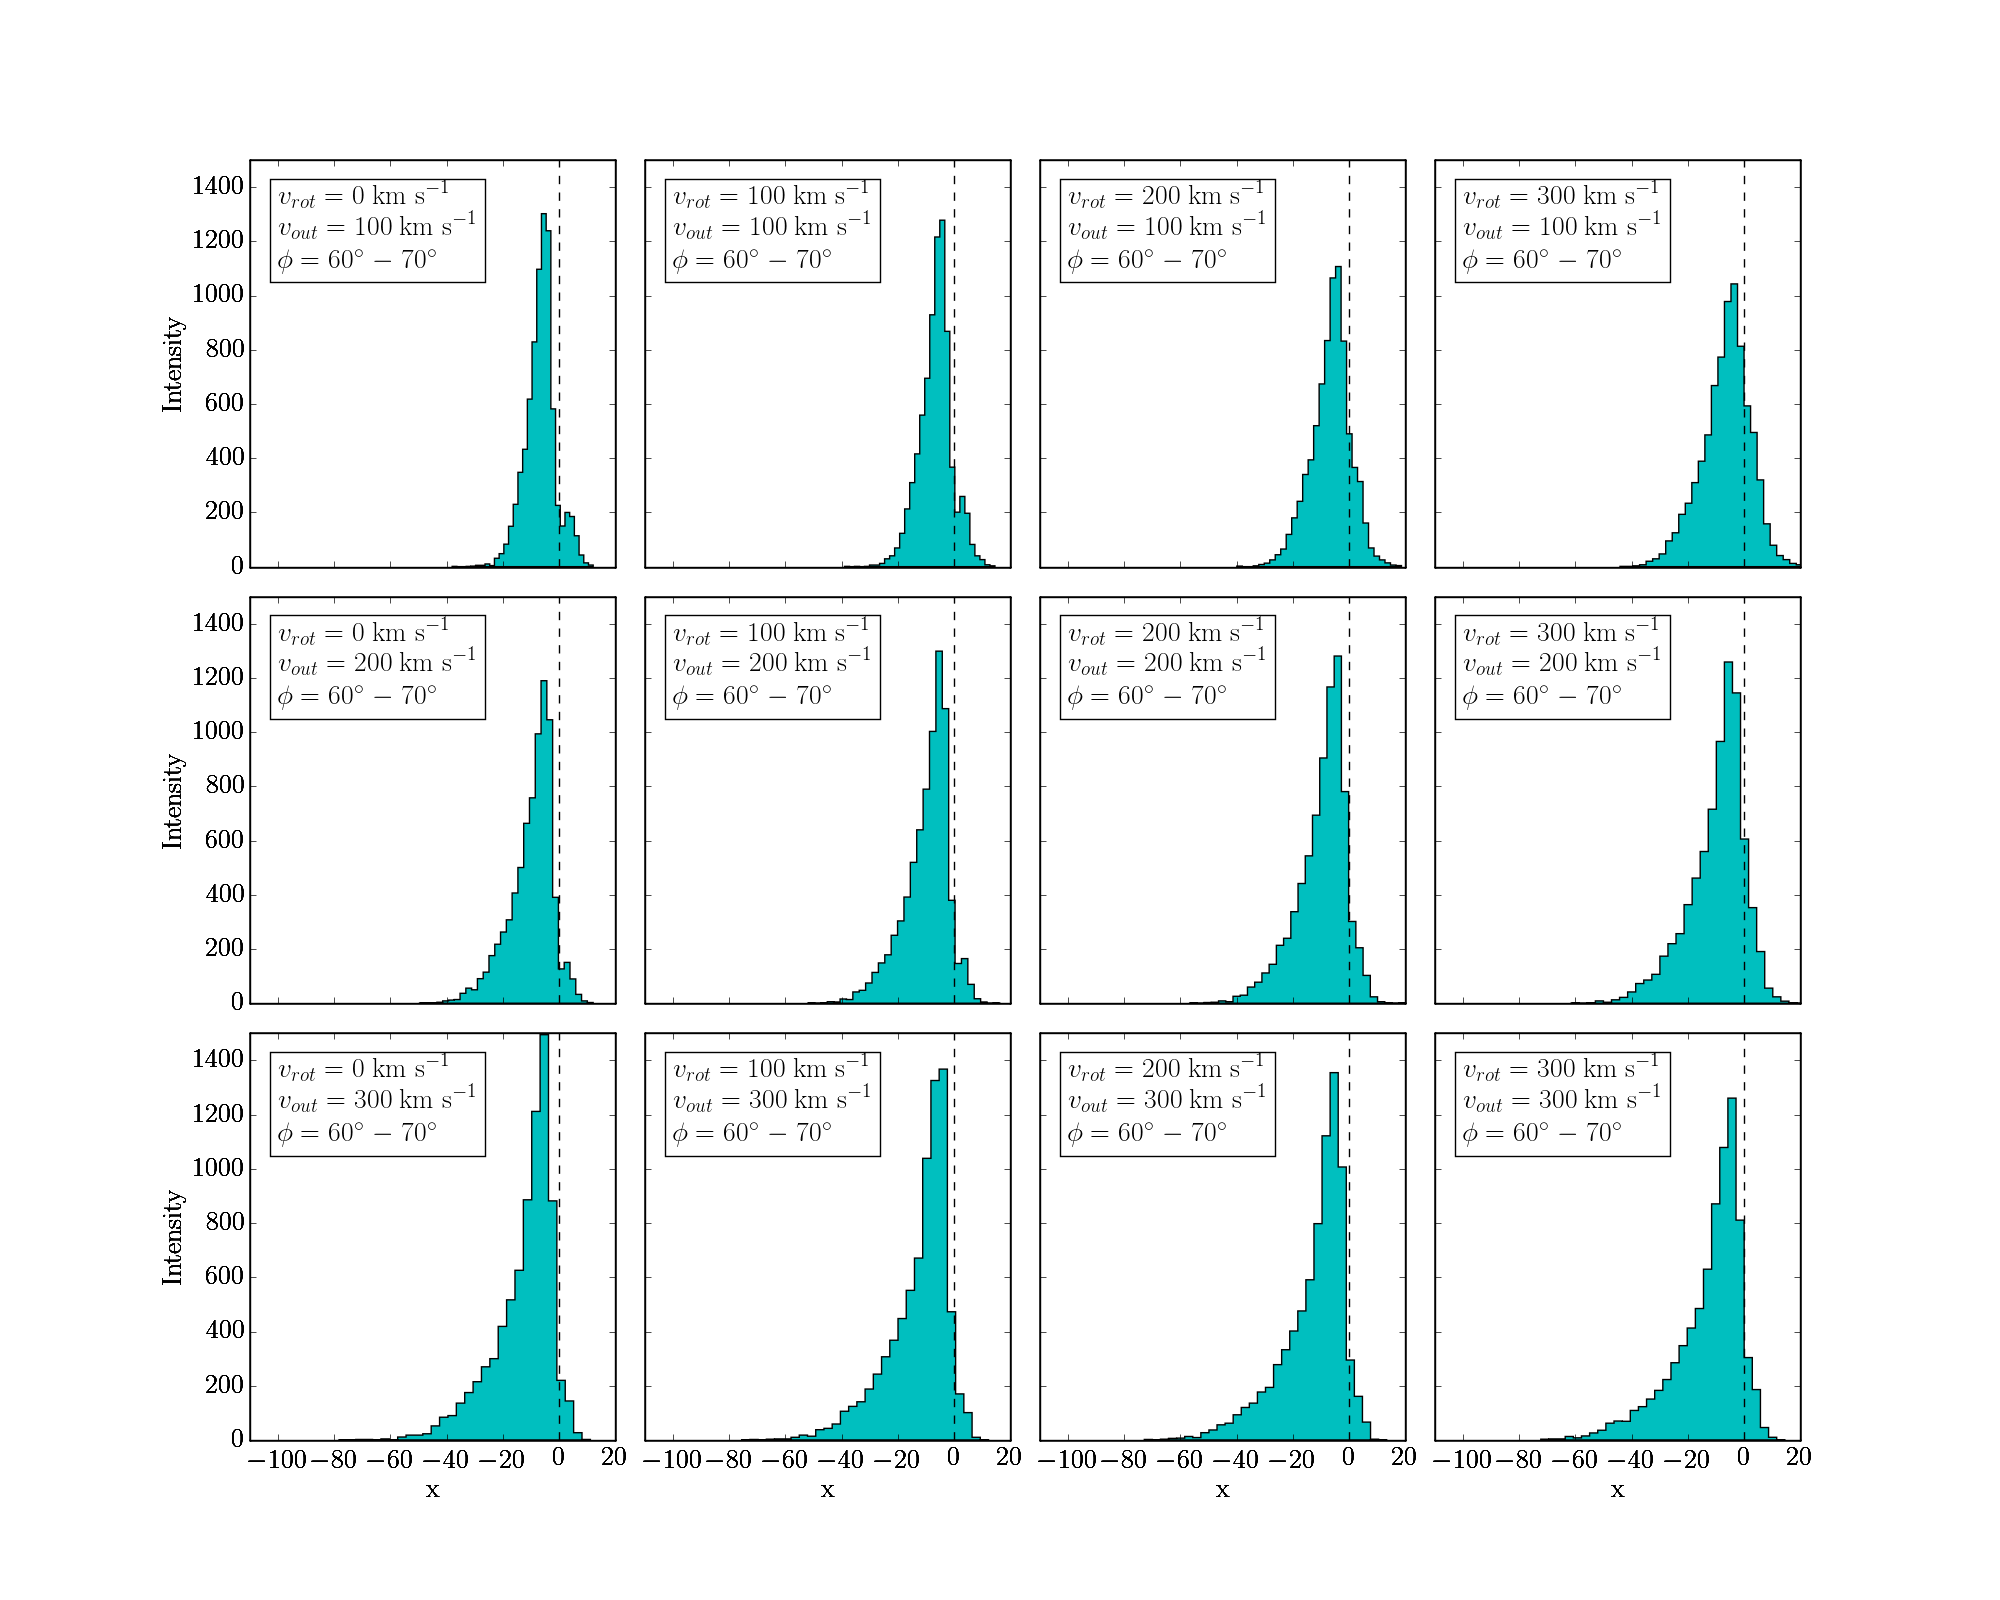 1400
1200
1000
800
600
400
200
0
Intensity
v_rot = 0 km s⁻¹
v_out = 100 km s⁻¹
ϕ = 60° − 70°
v_rot = 100 km s⁻¹
v_out = 100 km s⁻¹
ϕ = 60° − 70°
v_rot = 200 km s⁻¹
v_out = 100 km s⁻¹
ϕ = 60° − 70°
v_rot = 300 km s⁻¹
v_out = 100 km s⁻¹
ϕ = 60° − 70°
1400
1200
1000
800
600
400
200
0
Intensity
v_rot = 0 km s⁻¹
v_out = 200 km s⁻¹
ϕ = 60° − 70°
v_rot = 100 km s⁻¹
v_out = 200 km s⁻¹
ϕ = 60° − 70°
v_rot = 200 km s⁻¹
v_out = 200 km s⁻¹
ϕ = 60° − 70°
v_rot = 300 km s⁻¹
v_out = 200 km s⁻¹
ϕ = 60° − 70°
1400
1200
1000
800
600
400
200
0
Intensity
v_rot = 0 km s⁻¹
v_out = 300 km s⁻¹
ϕ = 60° − 70°
v_rot = 100 km s⁻¹
v_out = 300 km s⁻¹
ϕ = 60° − 70°
v_rot = 200 km s⁻¹
v_out = 300 km s⁻¹
ϕ = 60° − 70°
v_rot = 300 km s⁻¹
v_out = 300 km s⁻¹
ϕ = 60° − 70°
−100 −80 −60 −40 −20 0 20
x
−100 −80 −60 −40 −20 0 20
x
−100 −80 −60 −40 −20 0 20
x
−100 −80 −60 −40 −20 0 20
x